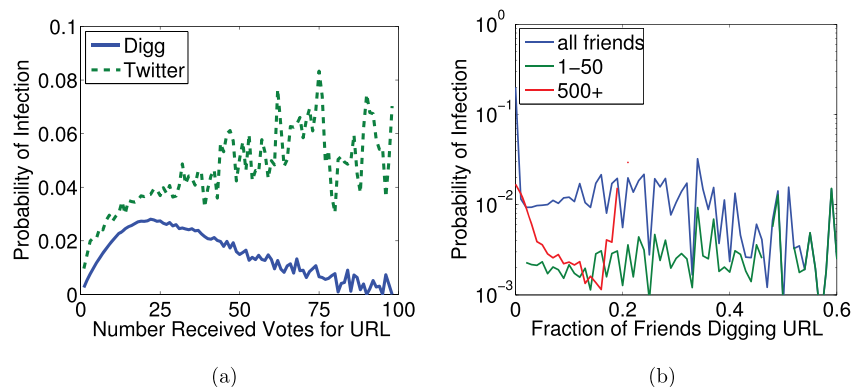 Probability of Infection
0.1
0.08
0.06
0.04
0.02
0
Digg
Twitter
0 25 50 75 100
Number Received Votes for URL
(a)
Probability of Infection
10^0
10^-1
10^-2
10^-3
all friends
1-50
500+
0 0.2 0.4 0.6
Fraction of Friends Digging URL
(b)